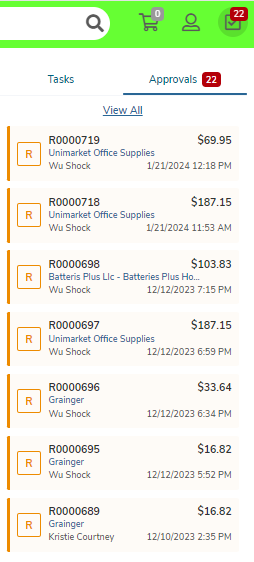 0
22
Tasks
Approvals 22
View All
R0000719 $69.95
Unimarket Office Supplies
R
Wu Shock 1/21/2024 12:18 PM
R0000718 $187.15
Unimarket Office Supplies
R
Wu Shock 1/21/2024 11:53 AM
R0000698 $103.83
Batteris Plus Llc - Batteries Plus Ho...
R
Wu Shock 12/12/2023 7:15 PM
R0000697 $187.15
Unimarket Office Supplies
R
Wu Shock 12/12/2023 6:59 PM
R0000696 $33.64
Grainger
R
Wu Shock 12/12/2023 6:34 PM
R0000695 $16.82
Grainger
R
Wu Shock 12/12/2023 5:52 PM
R0000689 $16.82
Grainger
R
Kristie Courtney 12/10/2023 2:35 PM